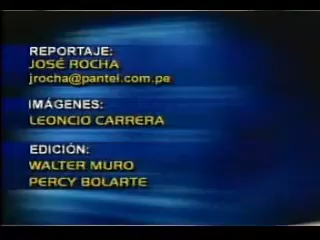 REPORTAJE:
JOSÉ ROCHA
jrocha@pantel.com.pe
IMÁGENES:
LEONCIO CARRERA
EDICIÓN:
WALTER MURO
PERCY BOLARTE